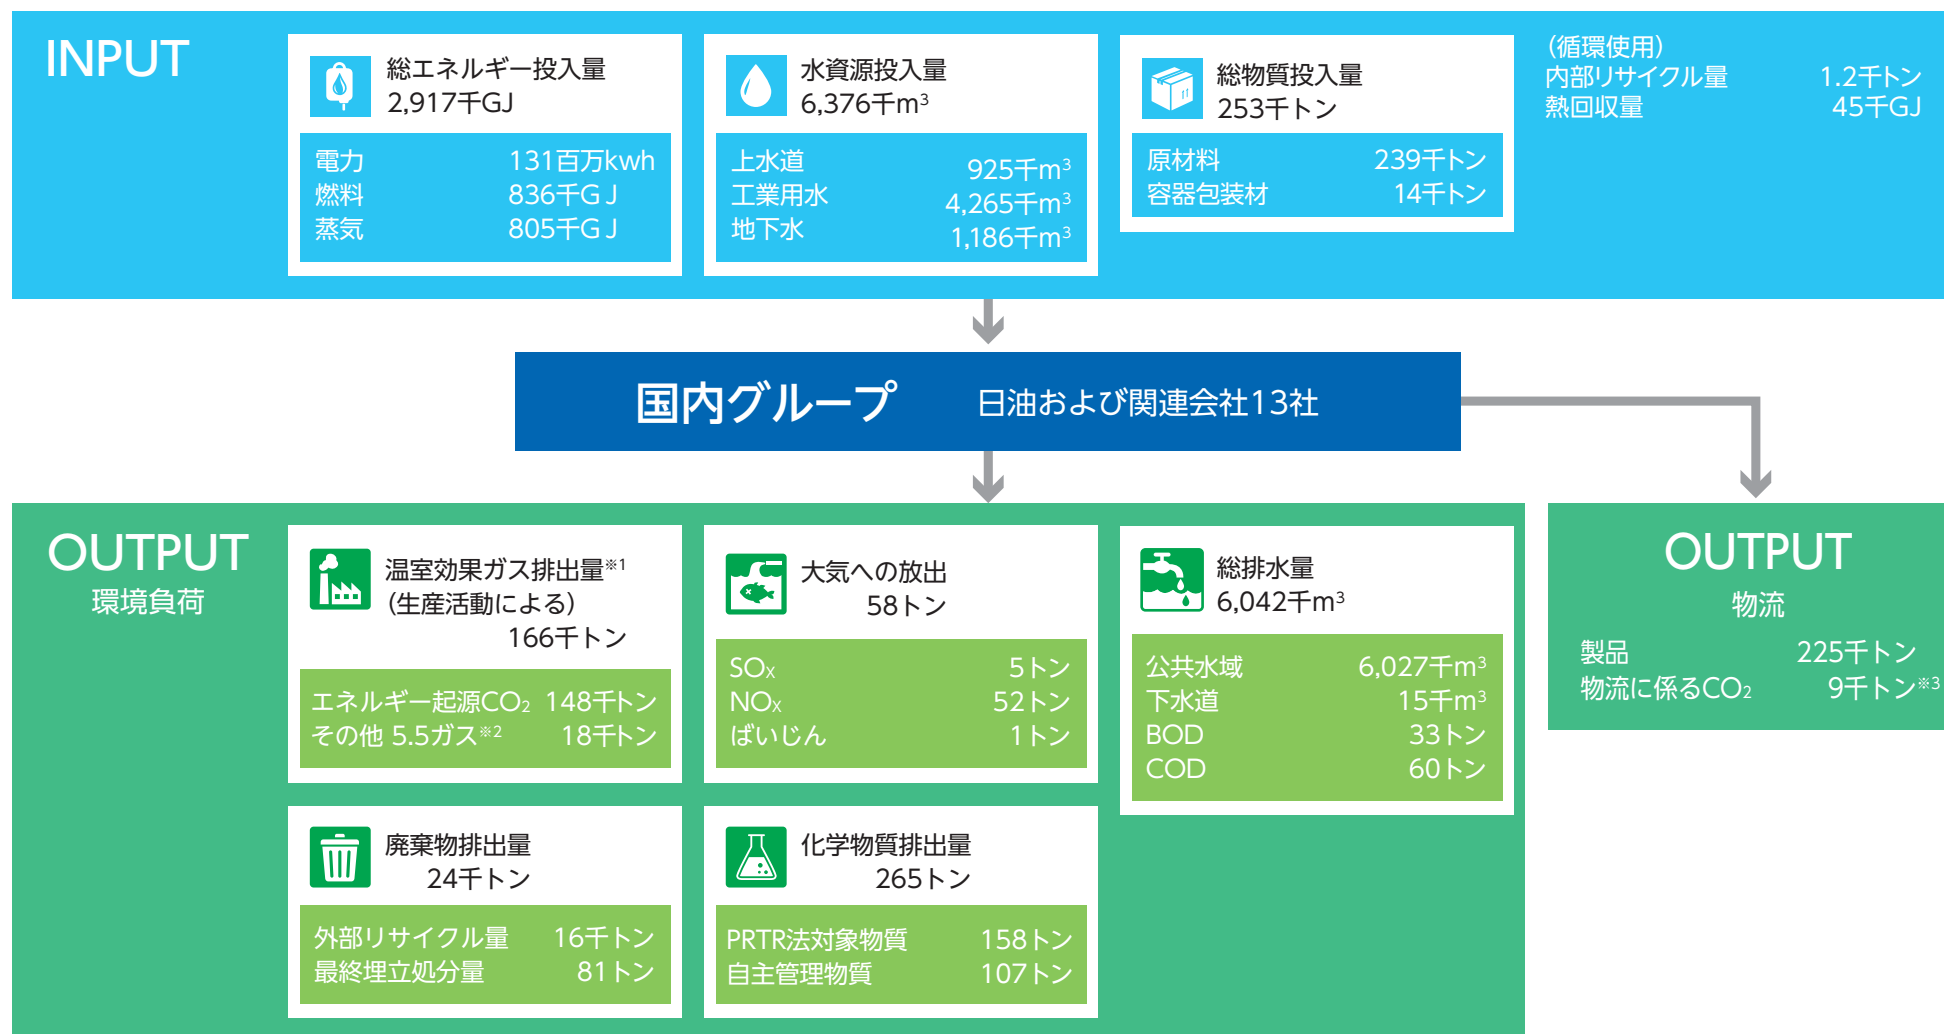 INPUT
総エネルギー投入量
2,917千GJ
電力 131百万kwh
燃料 836千GJ
蒸気 805千GJ
水資源投入量
6,376千m³
上水道 925千m³
工業用水 4,265千m³
地下水 1,186千m³
総物質投入量
253千トン
原材料 239千トン
容器包装材 14千トン
(循環使用)
内部リサイクル量 1.2千トン
熱回収量 45千GJ
国内グループ 日油および関連会社13社
OUTPUT
環境負荷
温室効果ガス排出量※1
(生産活動による)
166千トン
エネルギー起源CO₂ 148千トン
その他 5.5ガス※2 18千トン
大気への放出
58トン
SOx 5トン
NOx 52トン
ばいじん 1トン
総排水量
6,042千m³
公共水域 6,027千m³
下水道 15千m³
BOD 33トン
COD 60トン
廃棄物排出量
24千トン
外部リサイクル量 16千トン
最終埋立処分量 81トン
化学物質排出量
265トン
PRTR法対象物質 158トン
自主管理物質 107トン
OUTPUT
物流
製品 225千トン
物流に係るCO₂ 9千トン※3